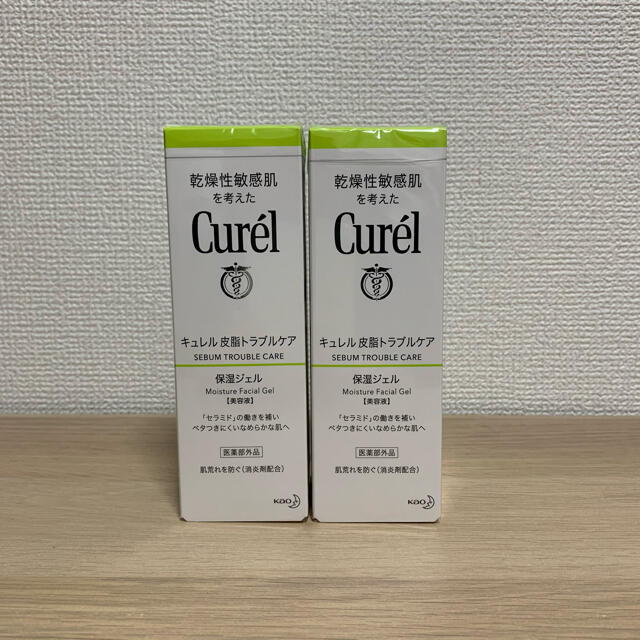 乾燥性敏感肌
を考えた
Curél
キュレル 皮脂トラブルケア
SEBUM TROUBLE CARE
保湿ジェル
Moisture Facial Gel
【美容液】
「セラミド」の働きを補い
ベタつきにくいなめらかな肌へ
医薬部外品
肌荒れを防ぐ（消炎剤配合）
Kao
乾燥性敏感肌
を考えた
Curél
キュレル 皮脂トラブルケア
SEBUM TROUBLE CARE
保湿ジェル
Moisture Facial Gel
【美容液】
「セラミド」の働きを補い
ベタつきにくいなめらかな肌へ
医薬部外品
肌荒れを防ぐ（消炎剤配合）
Kao